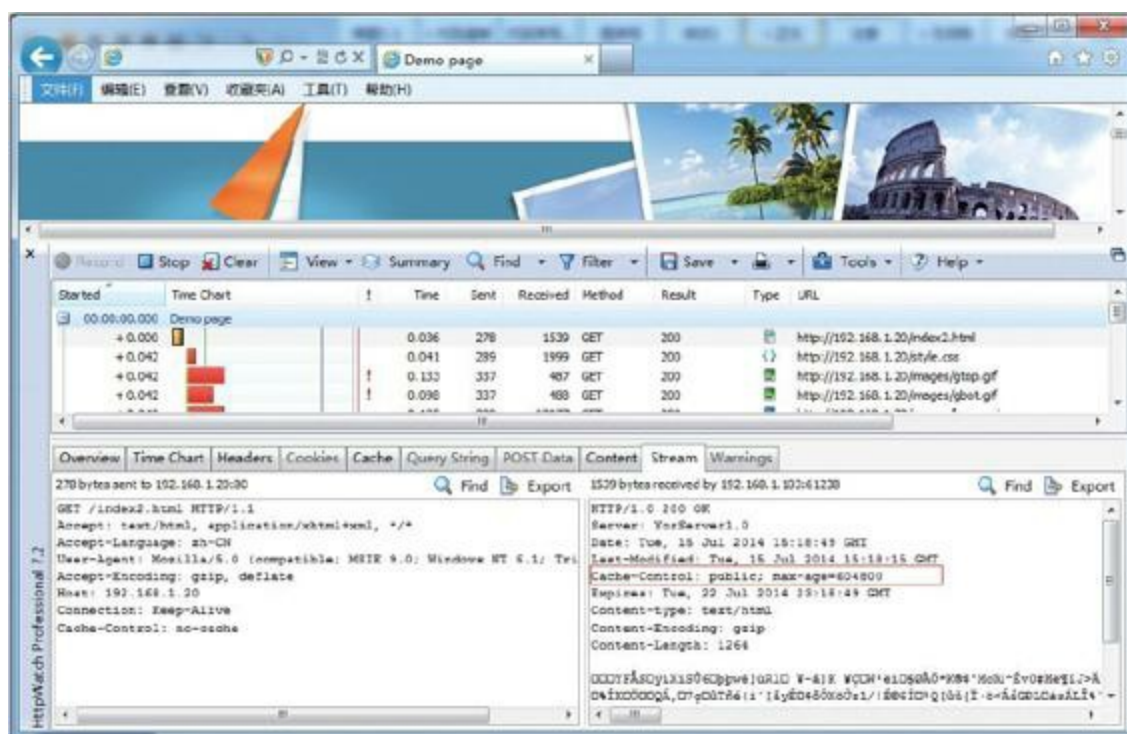 Demo page
文件(F) 编辑(E) 查看(V) 收藏夹(A) 工具(T) 帮助(H)
Record Stop Clear View Summary Find Filter Save Tools Help
Started Time Chart ! Time Sent Received Method Result Type URL
00:00:00.000 Demo page
+ 0.000 0.036 278 1539 GET 200 http://192.168.1.20/index2.html
+ 0.042 0.041 289 1999 GET 200 http://192.168.1.20/style.css
+ 0.042 ! 0.133 337 487 GET 200 http://192.168.1.20/images/gtop.gif
+ 0.042 ! 0.098 337 488 GET 200 http://192.168.1.20/images/gbot.gif
Overview Time Chart Headers Cookies Cache Query String POST Data Content Stream Warnings
278 bytes sent to 192.168.1.20:80 Find Export
GET /index2.html HTTP/1.1
Accept: text/html, application/xhtml+xml, */*
Accept-Language: zh-CN
User-Agent: Mozilla/5.0 (compatible; MSIE 9.0; Windows NT 6.1; Tri
Accept-Encoding: gzip, deflate
Host: 192.168.1.20
Connection: Keep-Alive
Cache-Control: no-cache
1539 bytes received by 192.168.1.103:61238 Find Export
HTTP/1.0 200 OK
Server: YorServer1.0
Date: Tue, 15 Jul 2014 15:18:49 GMT
Last-Modified: Tue, 15 Jul 2014 15:18:15 GMT
Cache-Control: public; max-age=604800
Expires: Tue, 22 Jul 2014 23:18:49 GMT
Content-type: text/html
Content-Encoding: gzip
Content-Length: 1264
HttpWatch Professional 7.2